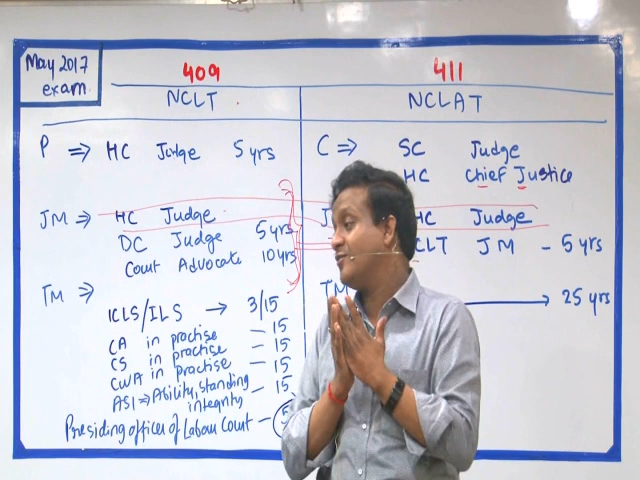 May 2017
exam
409
NCLT
P ⇒ HC Judge 5 yrs
JM ⇒ HC Judge
DC Judge 5 yrs
Court Advocate 10 yrs
TM ⇒
ICLS/ILS → 3/15
CA in practise – 15
CS in practise – 15
CWA in practise – 15
ASI ⇒ Ability, Standing – 15
integrity
Presiding officer of Labour Court – 5
411
NCLAT
C ⇒ SC Judge
HC Chief Justice
HC Judge
CLT JM – 5 yrs
TM → 25 yrs